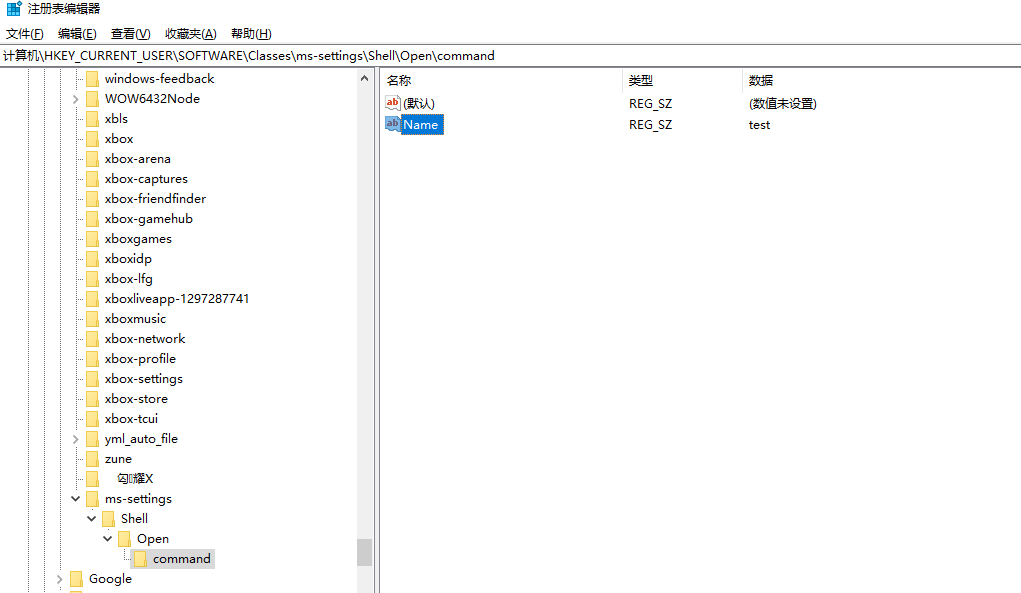 注册表编辑器
文件(F) 编辑(E) 查看(V) 收藏夹(A) 帮助(H)
计算机\HKEY_CURRENT_USER\SOFTWARE\Classes\ms-settings\Shell\Open\command
windows-feedback
WOW6432Node
xbls
xbox
xbox-arena
xbox-captures
xbox-friendfinder
xbox-gamehub
xboxgames
xboxidp
xbox-lfg
xboxliveapp-1297287741
xboxmusic
xbox-network
xbox-profile
xbox-settings
xbox-store
xbox-tcui
yml_auto_file
zune
ms-settings
Shell
Open
command
Google
名称 类型 数据
ab (默认) REG_SZ (数值未设置)
ab Name REG_SZ test